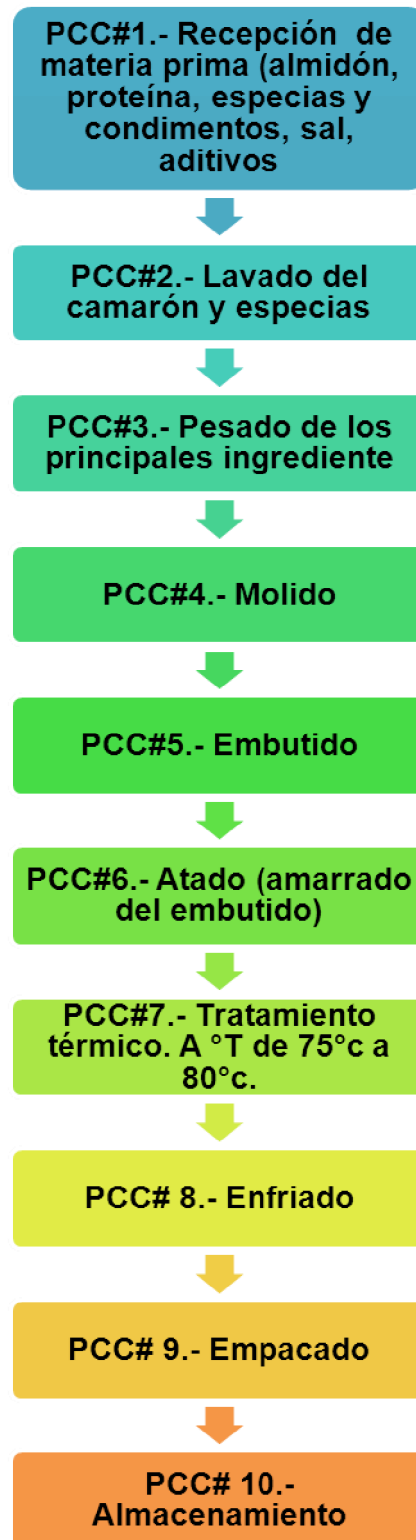 PCC#1.- Recepción de
materia prima (almidón,
proteína, especias y
condimentos, sal,
aditivos
PCC#2.- Lavado del
camarón y especias
PCC#3.- Pesado de los
principales ingrediente
PCC#4.- Molido
PCC#5.- Embutido
PCC#6.- Atado (amarrado
del embutido)
PCC#7.- Tratamiento
térmico. A °T de 75°c a
80°c.
PCC# 8.- Enfriado
PCC# 9.- Empacado
PCC# 10.-
Almacenamiento